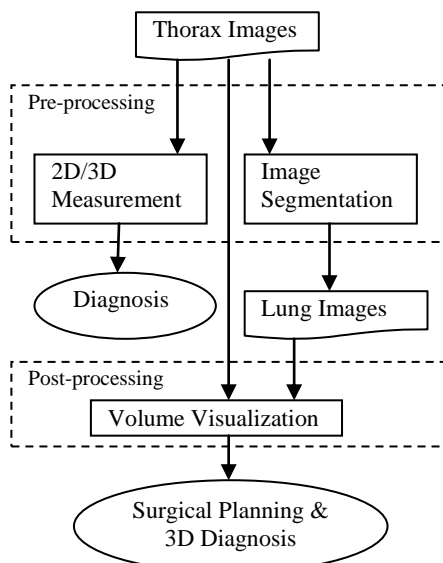 Thorax Images
Pre-processing
2D/3D
Measurement
Image
Segmentation
Diagnosis
Lung Images
Post-processing
Volume Visualization
Surgical Planning &
3D Diagnosis